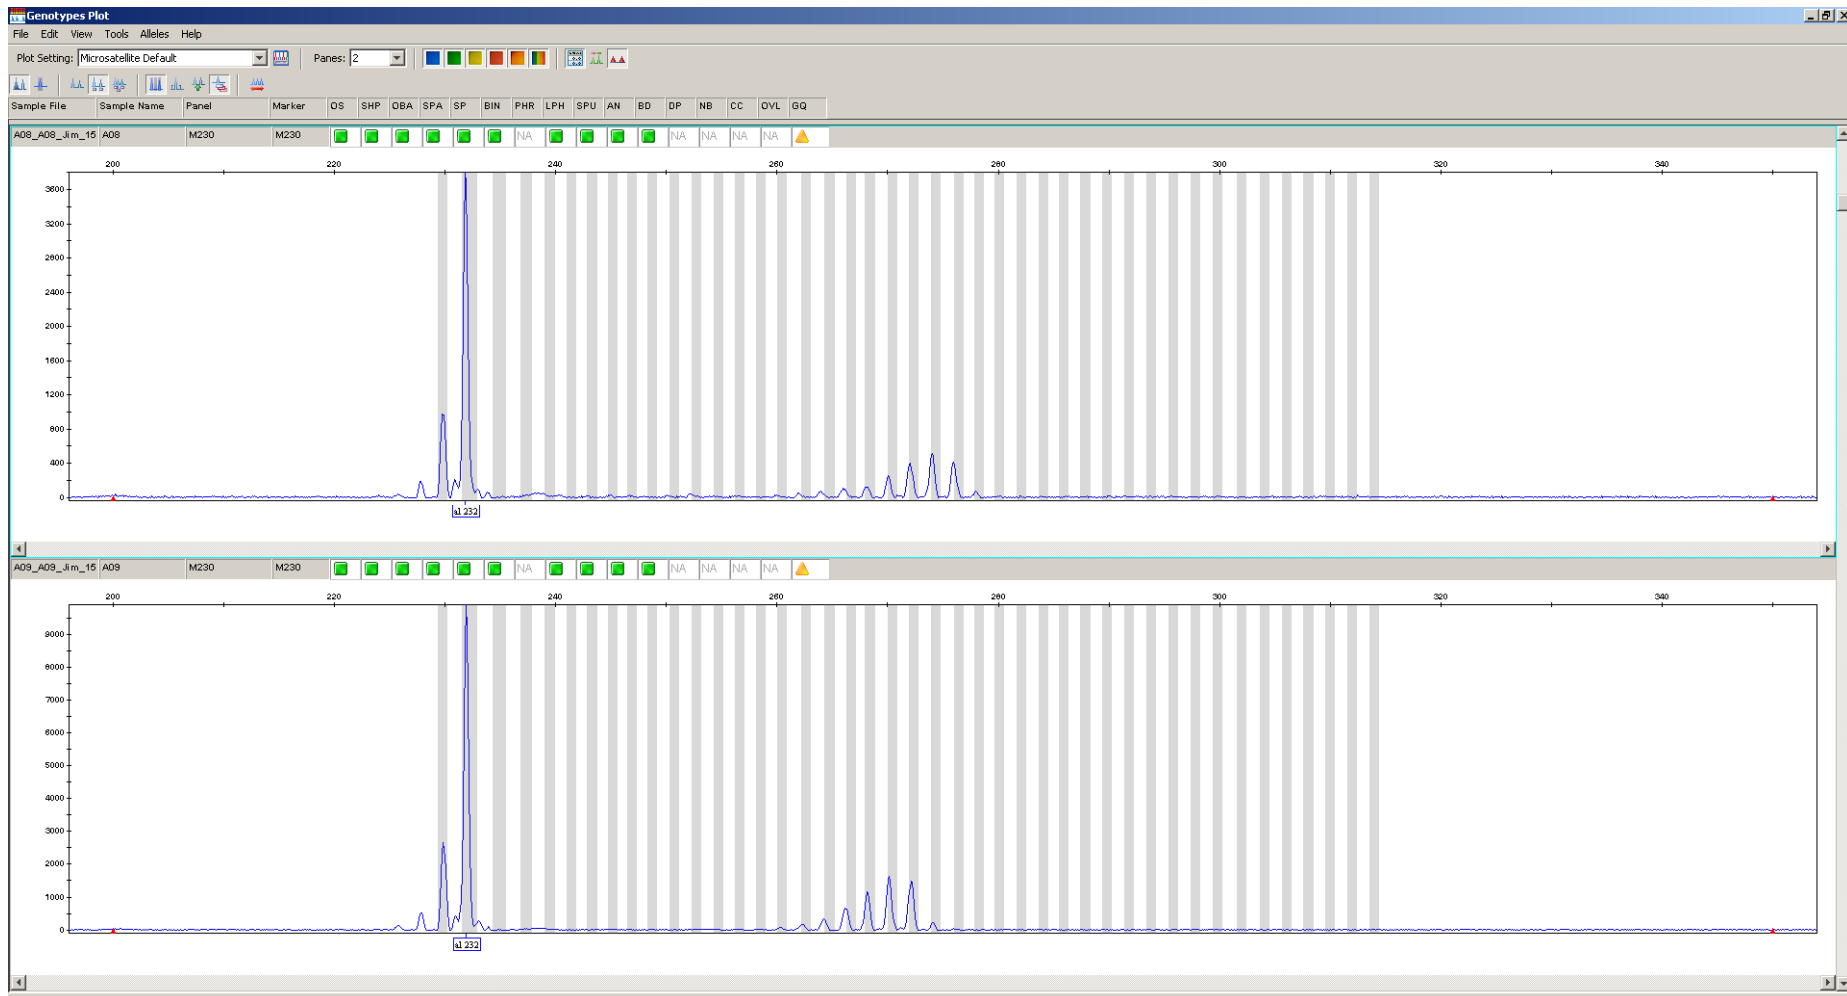 Genotypes Plot
File Edit View Tools Alleles Help
Plot Setting: Microsatellite Default Panes: 2
Sample File Sample Name Panel Marker OS SHP OBA SPA SP BIN PHR LPH SPU AN BD DP NB CC OVL GQ
A08_A08_Jim_15 A08 M230 M230 NA NA NA NA NA
200 220 240 260 280 300 320 340
3600
3200
2800
2400
2000
1600
1200
800
400
0
al 232
A09_A09_Jim_15 A09 M230 M230 NA NA NA NA NA
200 220 240 260 280 300 320 340
9000
8000
7000
6000
5000
4000
3000
2000
1000
0
al 232